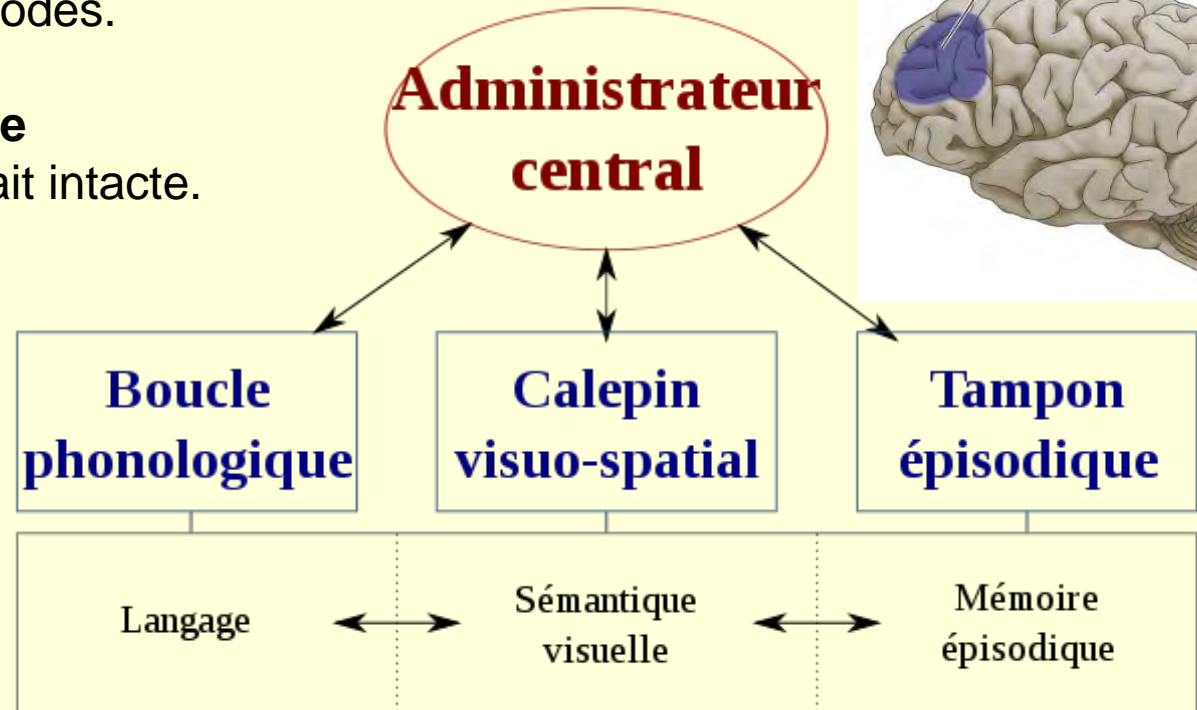 odes.
e
ait intacte.
Administrateur
central
Boucle
phonologique
Calepin
visuo-spatial
Tampon
épisodique
Langage
Sémantique
visuelle
Mémoire
épisodique